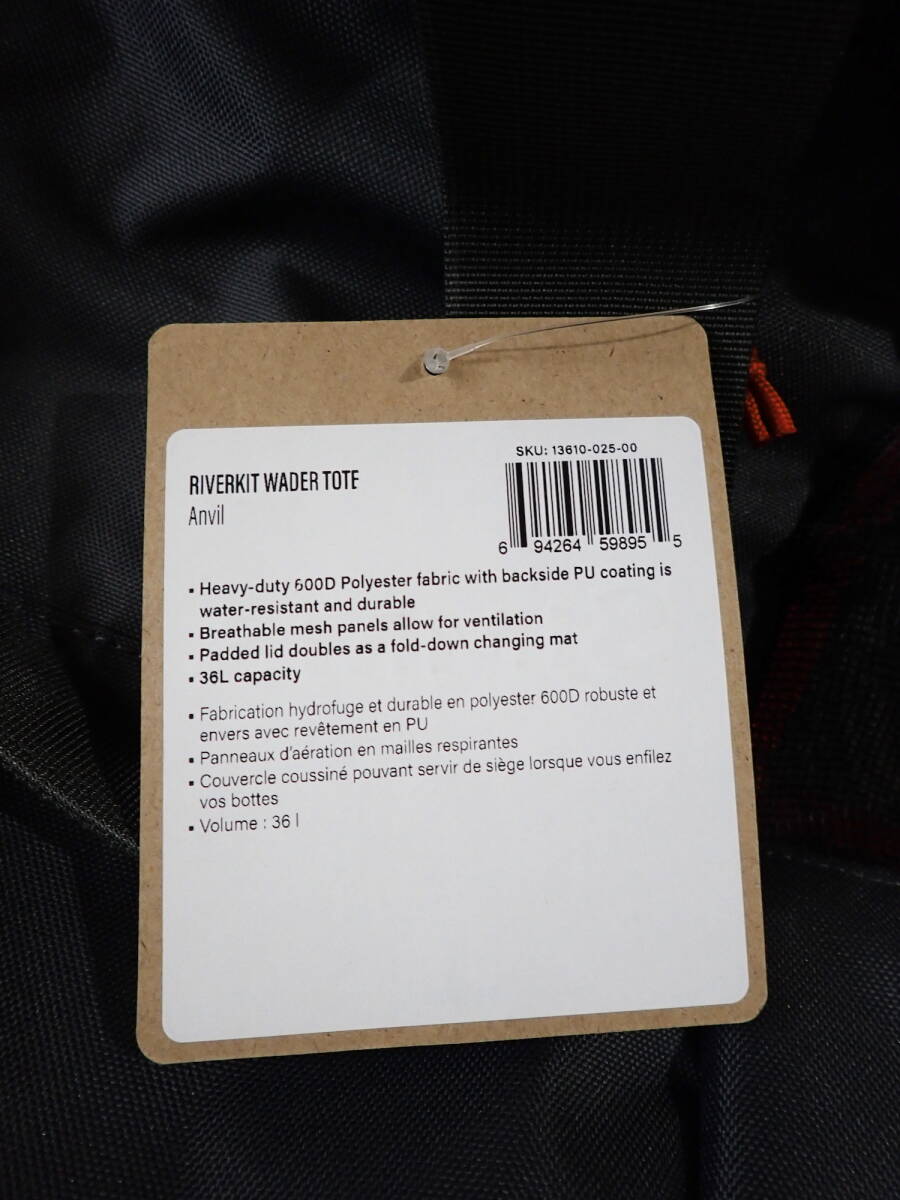 SKU: 13610-025-00
RIVERKIT WADER TOTE
Anvil
6 94264 59895 5
▪ Heavy-duty 600D Polyester fabric with backside PU coating is
water-resistant and durable
▪ Breathable mesh panels allow for ventilation
▪ Padded lid doubles as a fold-down changing mat
▪ 36L capacity
▪ Fabrication hydrofuge et durable en polyester 600D robuste et
envers avec revêtement en PU
▪ Panneaux d'aération en mailles respirantes
▪ Couvercle coussiné pouvant servir de siège lorsque vous enfilez
vos bottes
▪ Volume : 36 l